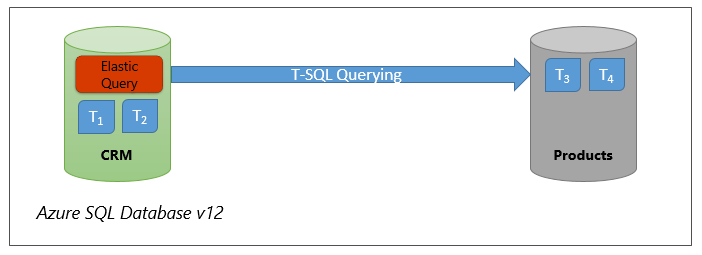 Elastic
Query
T-SQL Querying
T3
T4
T1
T2
CRM
Products
Azure SQL Database v12